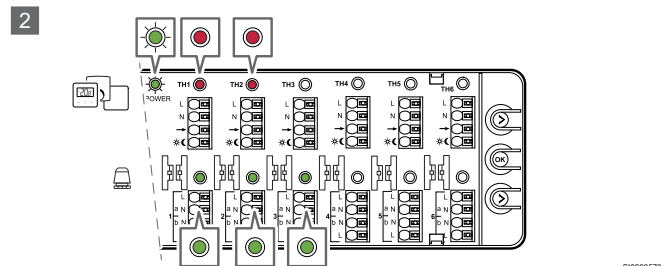 2
POWER TH1 TH2 TH3 TH4 TH5 TH6
L L L L L L
N N N N N N
OK
L L L L L L
1 a N 2 a N 3 a N 4 a N 5 a N 6 a N
b N b N b N b N b N b N
L L L L L L